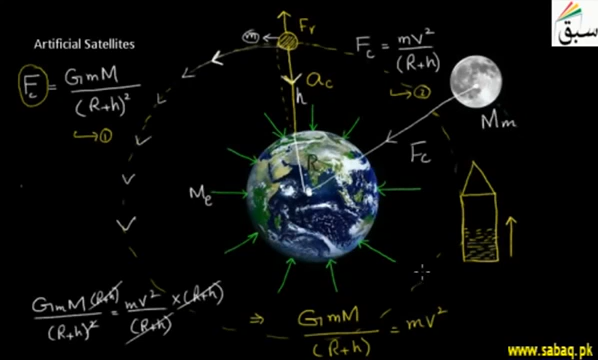 سبق
Artificial Satellites
Fc = GmM / (R+h)²
→ ①
m
Fr
ac
h
Fc = mv² / (R+h)
→ ②
Mm
Fc
R
Me
GmM (R+h) / (R+h)² = mv² / (R+h) × (R+h) ⇒ GmM / (R+h) = mv²
www.sabaq.pk